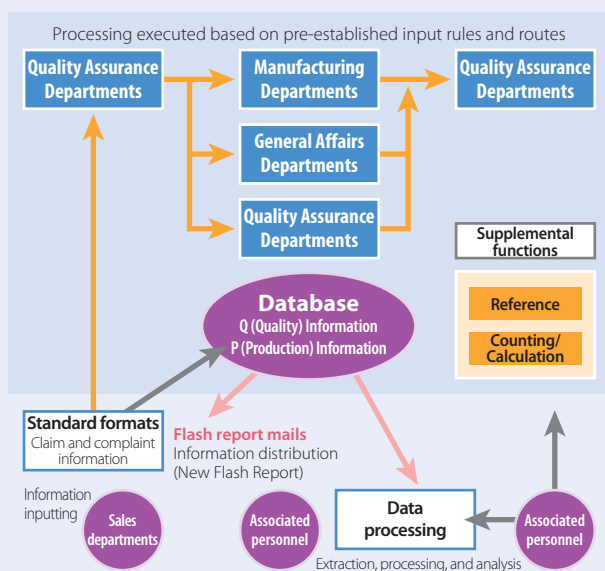 Processing executed based on pre-established input rules and routes
Quality Assurance
Departments
Manufacturing
Departments
Quality Assurance
Departments
General Affairs
Departments
Quality Assurance
Departments
Supplemental
functions
Reference
Counting/
Calculation
Database
Q (Quality) Information
P (Production) Information
Standard formats
Claim and complaint
information
Flash report mails
Information distribution
(New Flash Report)
Information
inputting
Sales
departments
Associated
personnel
Data
processing
Associated
personnel
Extraction, processing, and analysis